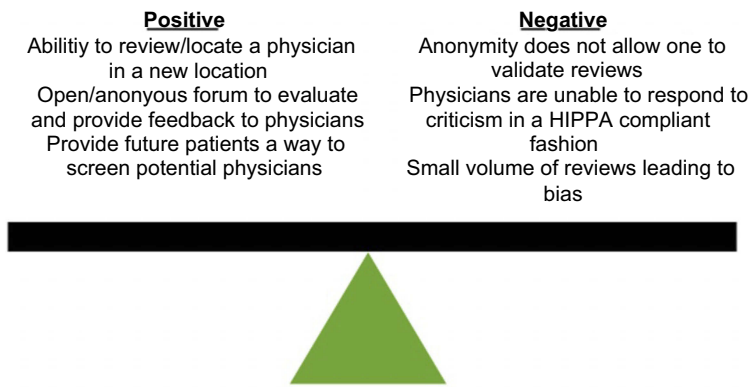 Positive
Abilitiy to review/locate a physician
in a new location
Open/anonyous forum to evaluate
and provide feedback to physicians
Provide future patients a way to
screen potential physicians
Negative
Anonymity does not allow one to
validate reviews
Physicians are unable to respond to
criticism in a HIPPA compliant
fashion
Small volume of reviews leading to
bias